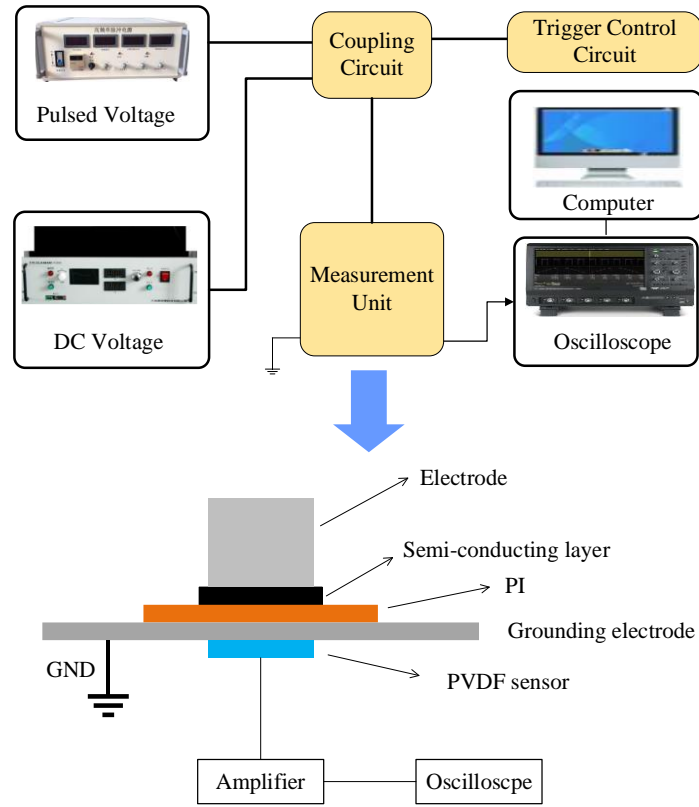 Pulsed Voltage
Coupling
Circuit
Trigger Control
Circuit
Computer
DC Voltage
Measurement
Unit
Oscilloscope
Electrode
Semi-conducting layer
PI
Grounding electrode
GND
PVDF sensor
Amplifier
Oscilloscpe